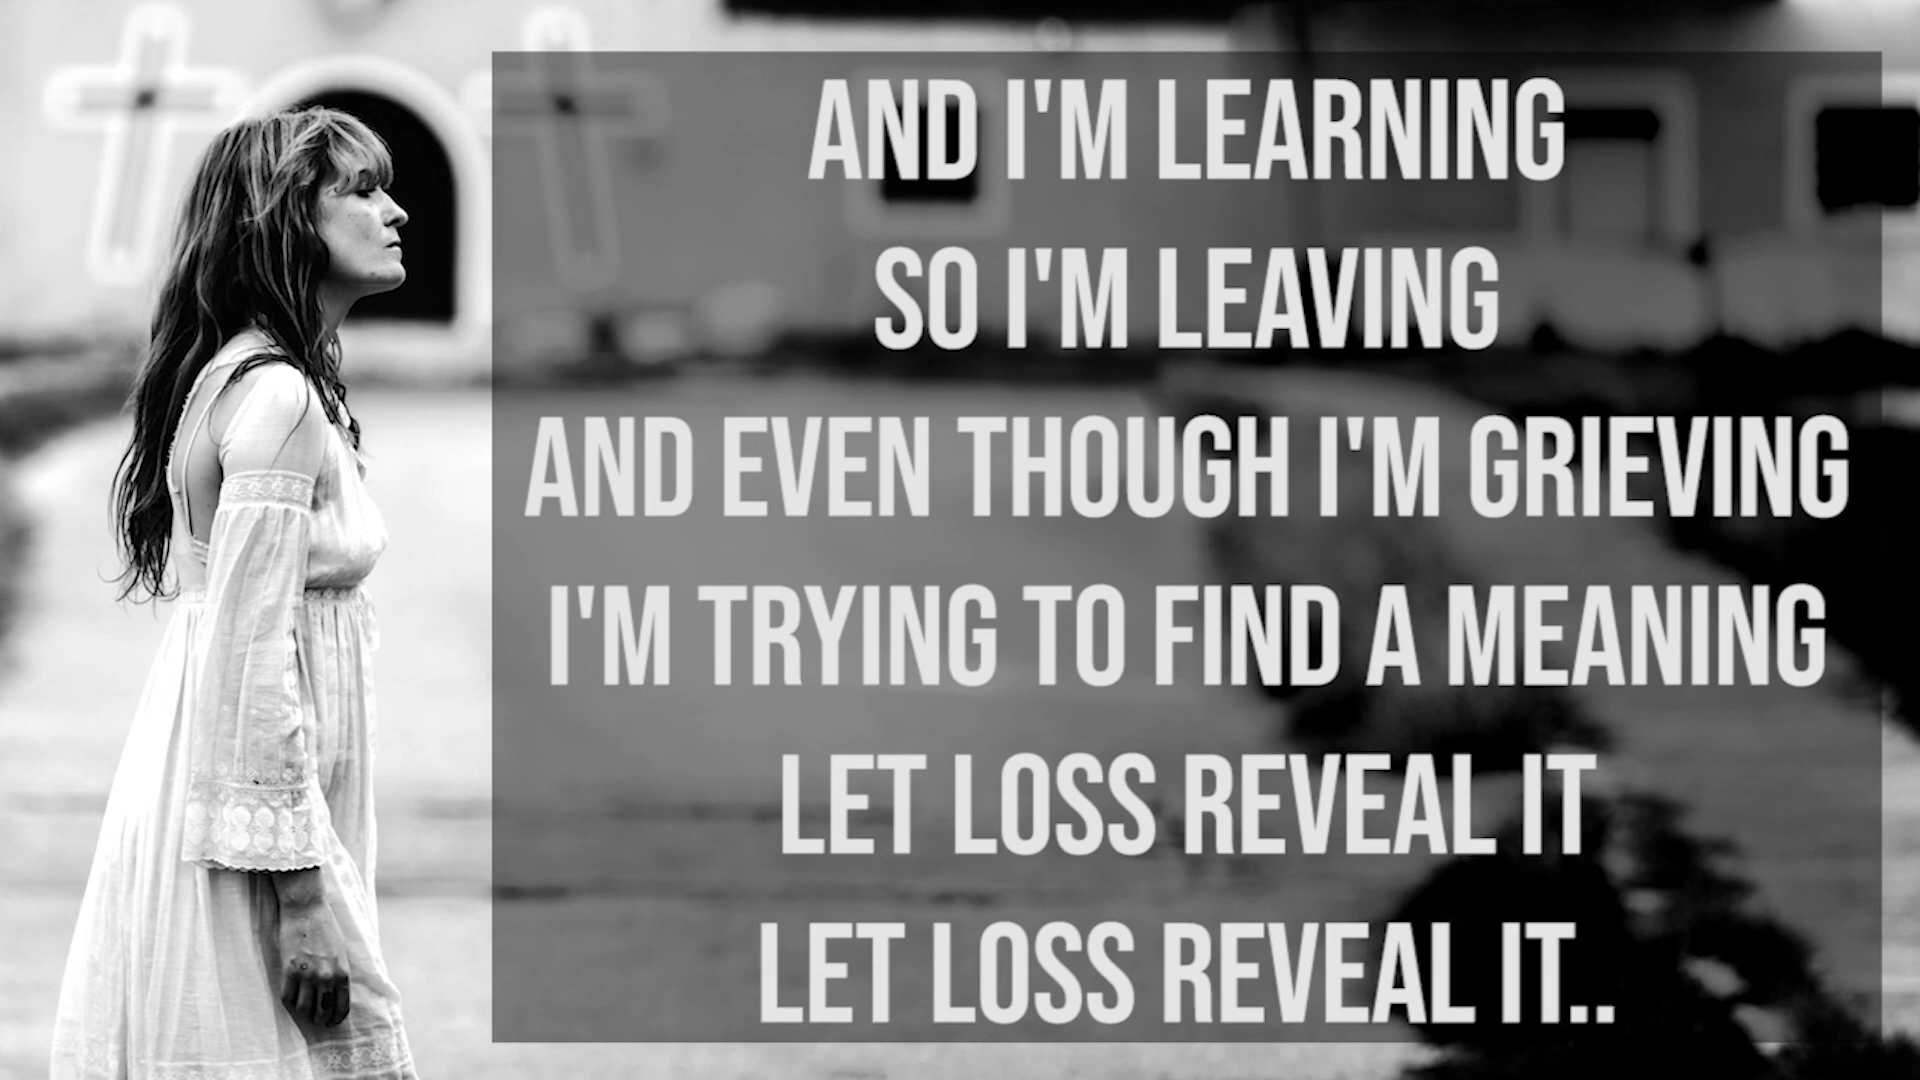 AND I'M LEARNING
SO I'M LEAVING
AND EVEN THOUGH I'M GRIEVING
I'M TRYING TO FIND A MEANING
LET LOSS REVEAL IT
LET LOSS REVEAL IT..